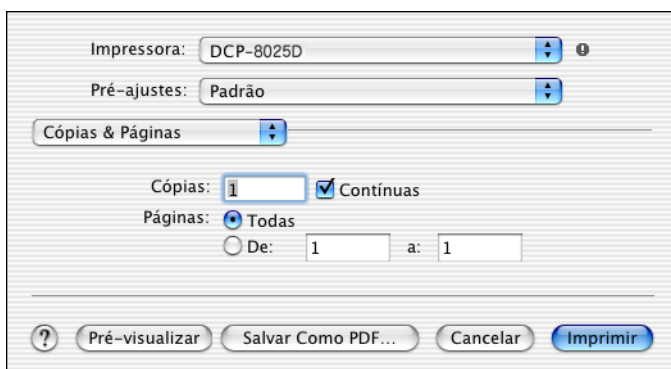 Impressora: DCP-8025D
Pré-ajustes: Padrão
Cópias & Páginas
Cópias: 1 Contínuas
Páginas: Todas
De: 1 a: 1
? Pré-visualizar Salvar Como PDF... Cancelar Imprimir